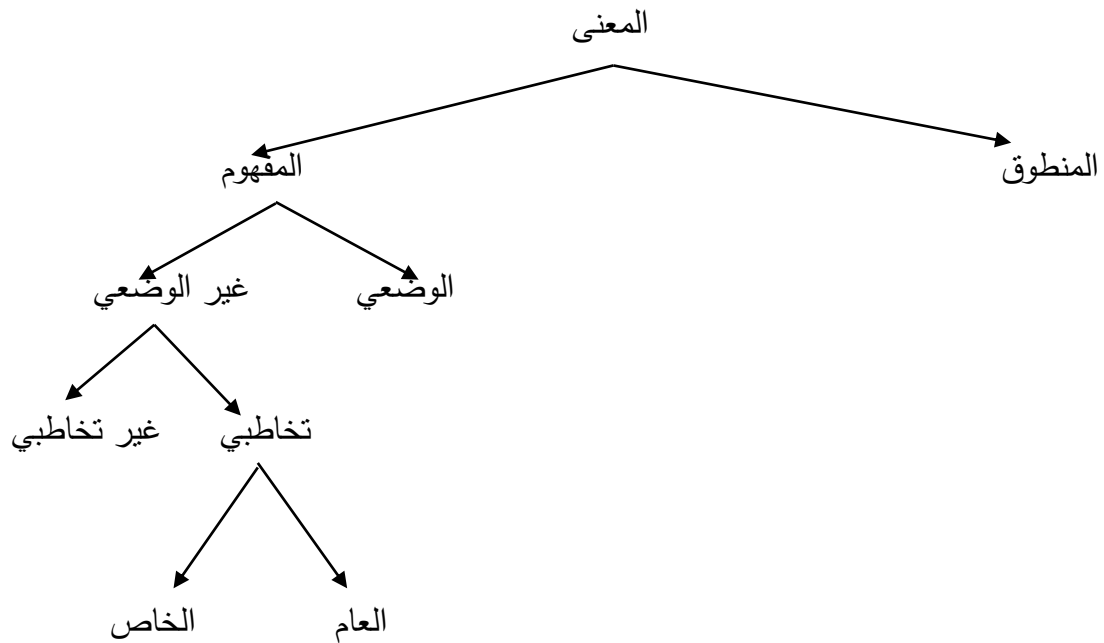 المعنى
المنطوق
المفهوم
الوضعي
غير الوضعي
تخاطبي
غير تخاطبي
العام
الخاص